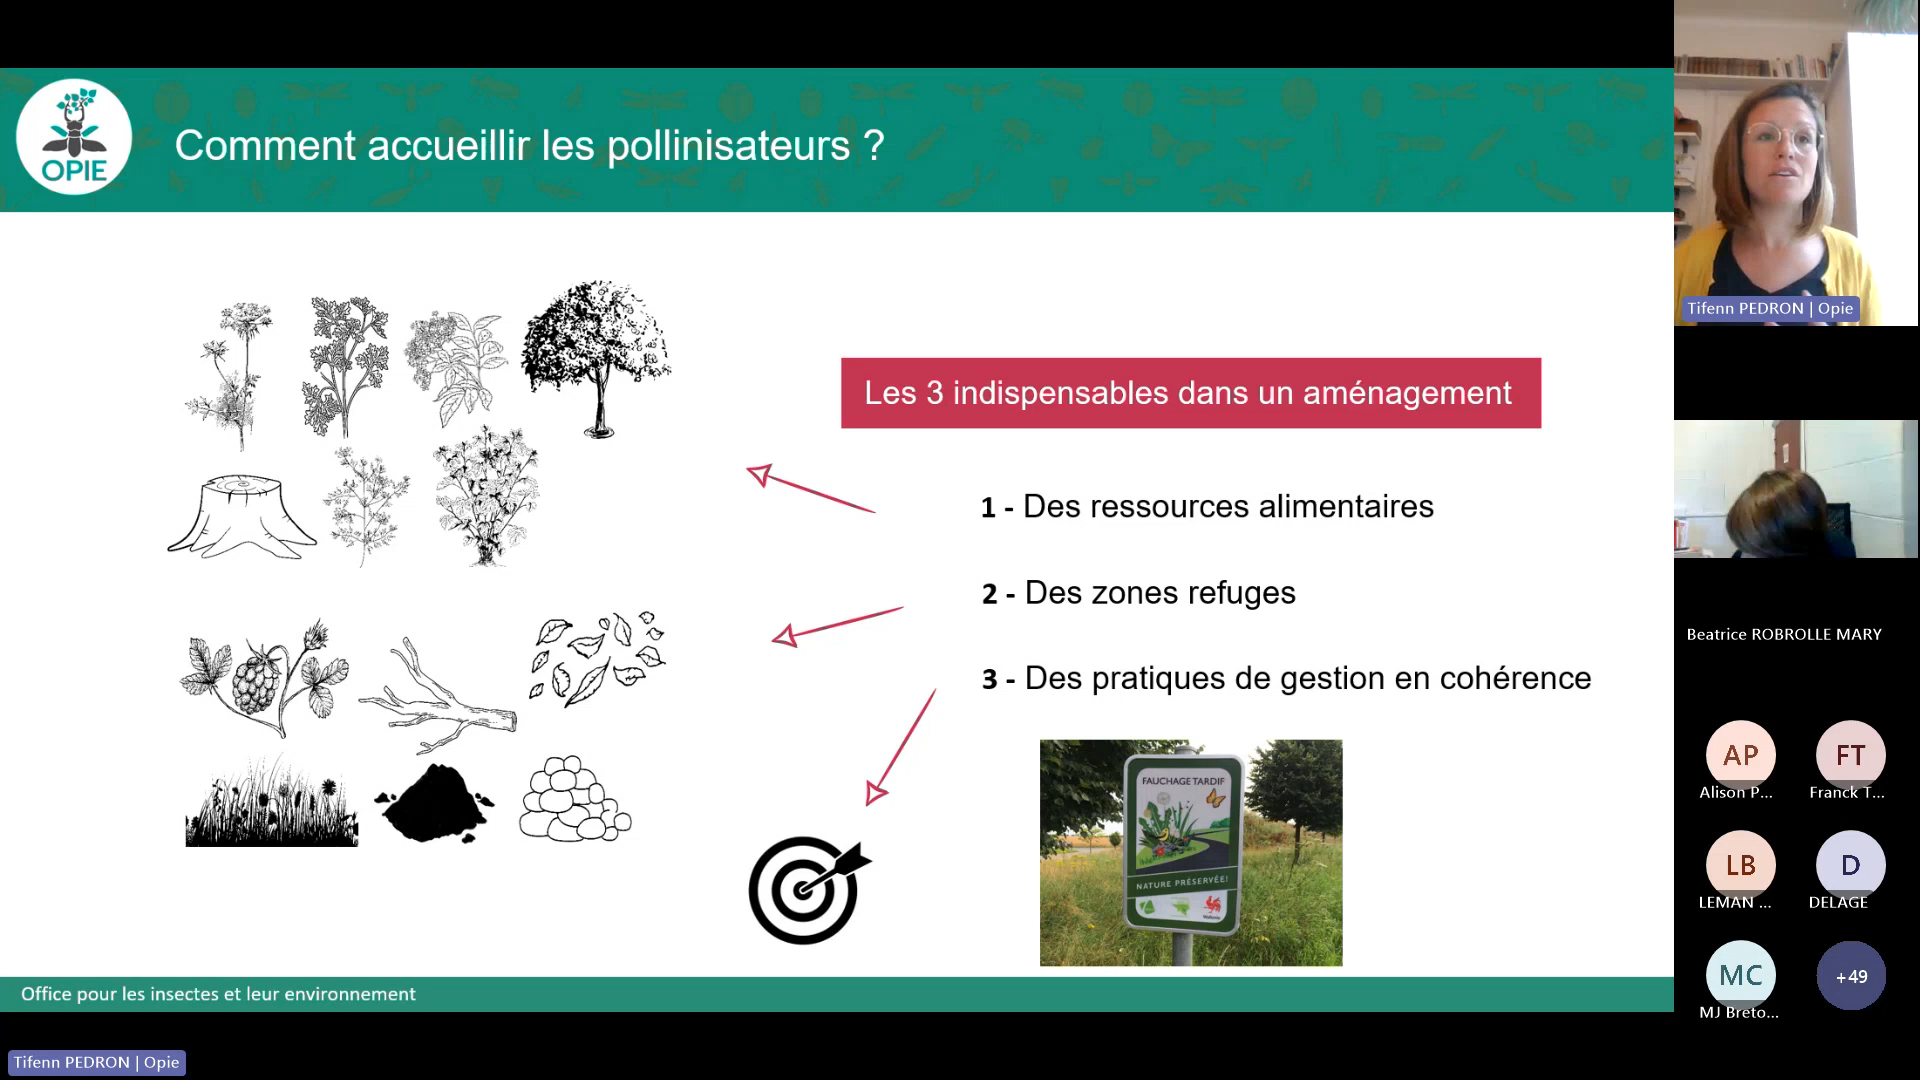 OPIE
Comment accueillir les pollinisateurs ?
Les 3 indispensables dans un aménagement
1 - Des ressources alimentaires
2 - Des zones refuges
3 - Des pratiques de gestion en cohérence
FAUCHAGE TARDIF
NATURE PRÉSERVÉE!
Office pour les insectes et leur environnement
Tifenn PEDRON | Opie
Tifenn PEDRON | Opie
Beatrice ROBROLLE MARY
AP
FT
Alison P...
Franck T...
LB
D
LEMAN ...
DELAGE
MC
+49
MJ Breto...